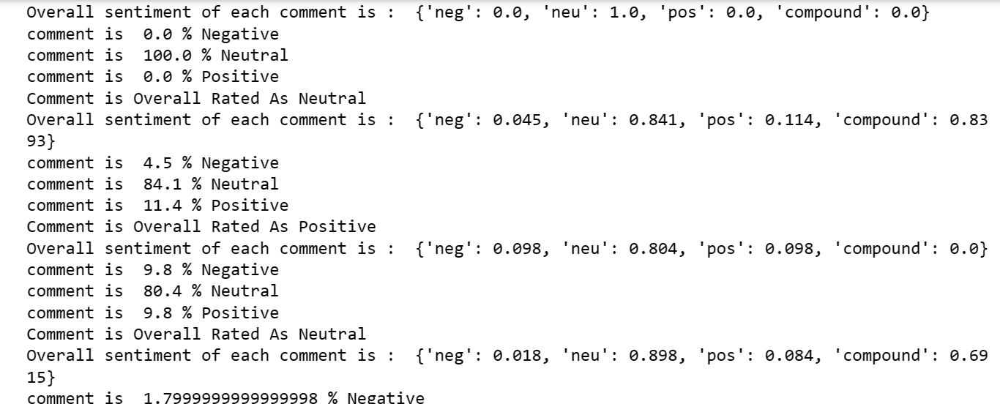 Overall sentiment of each comment is :  {'neg': 0.0, 'neu': 1.0, 'pos': 0.0, 'compound': 0.0}
comment is  0.0 % Negative
comment is  100.0 % Neutral
comment is  0.0 % Positive
Comment is Overall Rated As Neutral
Overall sentiment of each comment is :  {'neg': 0.045, 'neu': 0.841, 'pos': 0.114, 'compound': 0.83
93}
comment is  4.5 % Negative
comment is  84.1 % Neutral
comment is  11.4 % Positive
Comment is Overall Rated As Positive
Overall sentiment of each comment is :  {'neg': 0.098, 'neu': 0.804, 'pos': 0.098, 'compound': 0.0}
comment is  9.8 % Negative
comment is  80.4 % Neutral
comment is  9.8 % Positive
Comment is Overall Rated As Neutral
Overall sentiment of each comment is :  {'neg': 0.018, 'neu': 0.898, 'pos': 0.084, 'compound': 0.69
15}
comment is  1.7999999999999998 % Negative